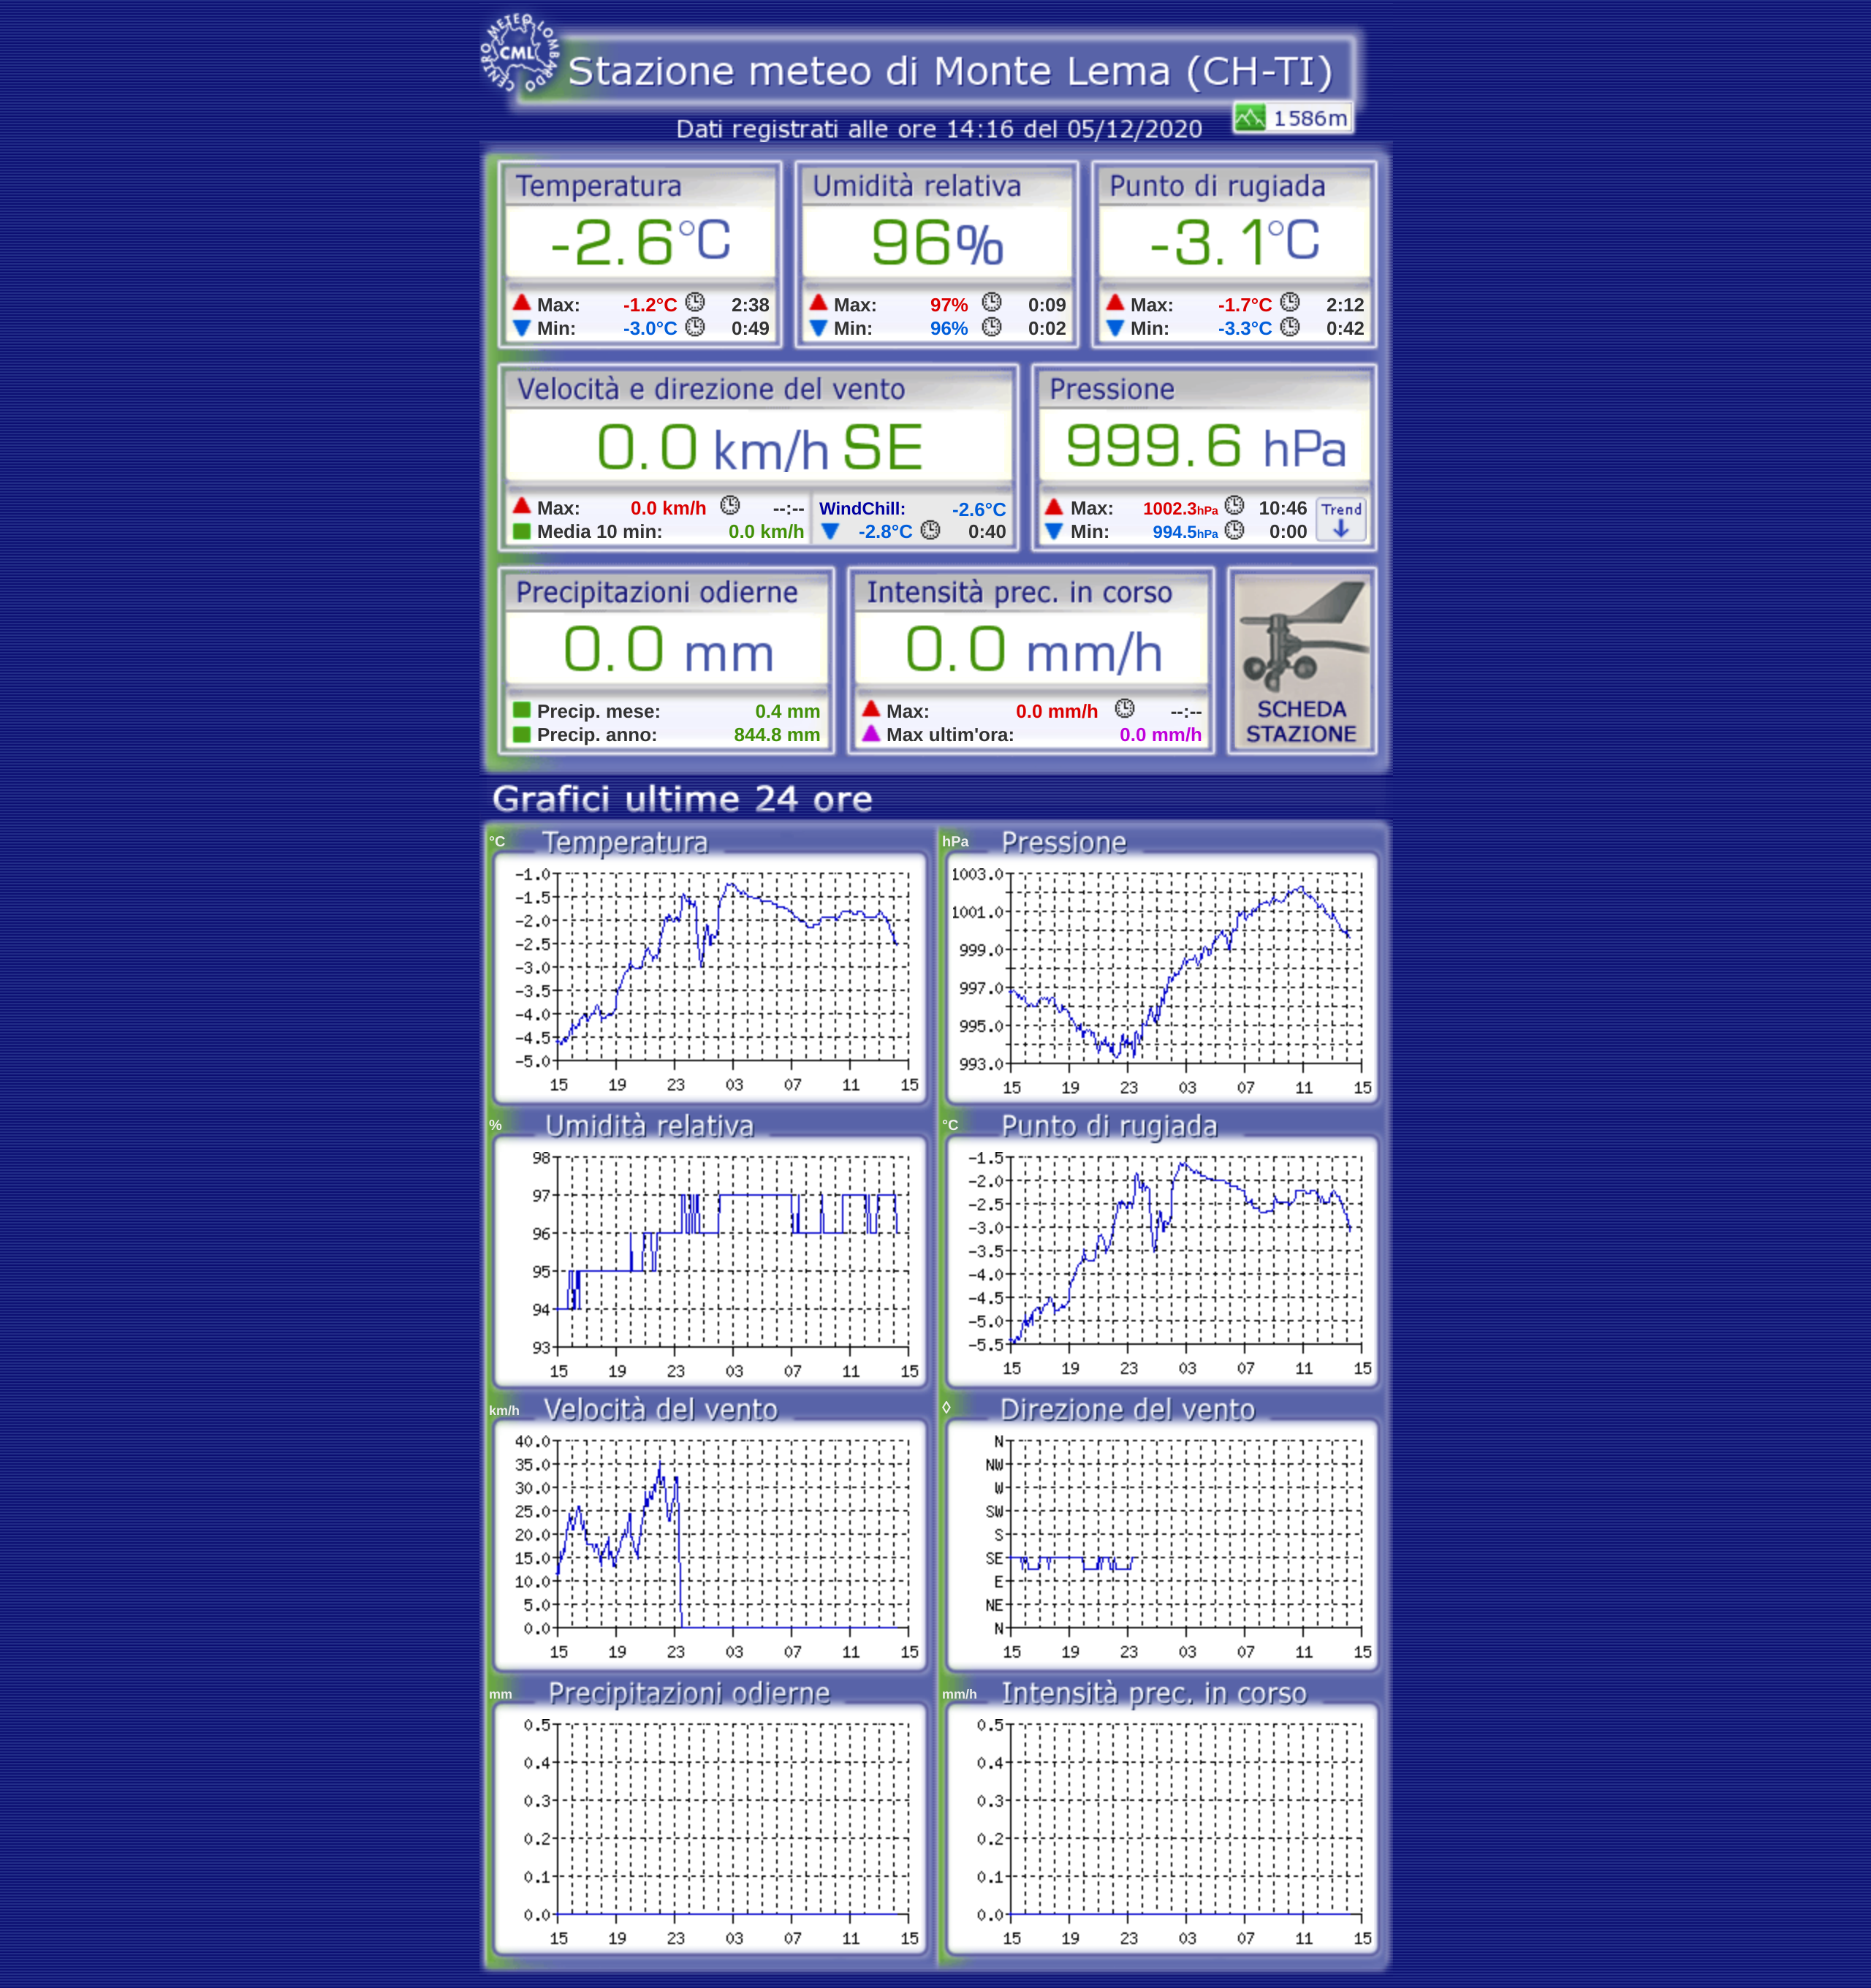 CENTRO METEO LOMBARDO
CML
Stazione meteo di Monte Lema (CH-TI)
1586m
Dati registrati alle ore 14:16 del 05/12/2020
Temperatura
-2.6°C
Max: -1.2°C 2:38
Min: -3.0°C 0:49
Umidità relativa
96%
Max: 97% 0:09
Min: 96% 0:02
Punto di rugiada
-3.1°C
Max: -1.7°C 2:12
Min: -3.3°C 0:42
Velocità e direzione del vento
0.0 km/h SE
Max: 0.0 km/h --:--
Media 10 min: 0.0 km/h
WindChill: -2.6°C
-2.8°C 0:40
Pressione
999.6 hPa
Max: 1002.3hPa 10:46
Min: 994.5hPa 0:00
Trend
Precipitazioni odierne
0.0 mm
Precip. mese: 0.4 mm
Precip. anno: 844.8 mm
Intensità prec. in corso
0.0 mm/h
Max: 0.0 mm/h --:--
Max ultim'ora: 0.0 mm/h
SCHEDA
STAZIONE
Grafici ultime 24 ore
°C Temperatura
-1.0
-1.5
-2.0
-2.5
-3.0
-3.5
-4.0
-4.5
-5.0
15 19 23 03 07 11 15
hPa Pressione
1003.0
1001.0
999.0
997.0
995.0
993.0
15 19 23 03 07 11 15
% Umidità relativa
98
97
96
95
94
93
15 19 23 03 07 11 15
°C Punto di rugiada
-1.5
-2.0
-2.5
-3.0
-3.5
-4.0
-4.5
-5.0
-5.5
15 19 23 03 07 11 15
km/h Velocità del vento
40.0
35.0
30.0
25.0
20.0
15.0
10.0
5.0
0.0
15 19 23 03 07 11 15
◊ Direzione del vento
N
NW
W
SW
S
SE
E
NE
N
15 19 23 03 07 11 15
mm Precipitazioni odierne
0.5
0.4
0.3
0.2
0.1
0.0
15 19 23 03 07 11 15
mm/h Intensità prec. in corso
0.5
0.4
0.3
0.2
0.1
0.0
15 19 23 03 07 11 15